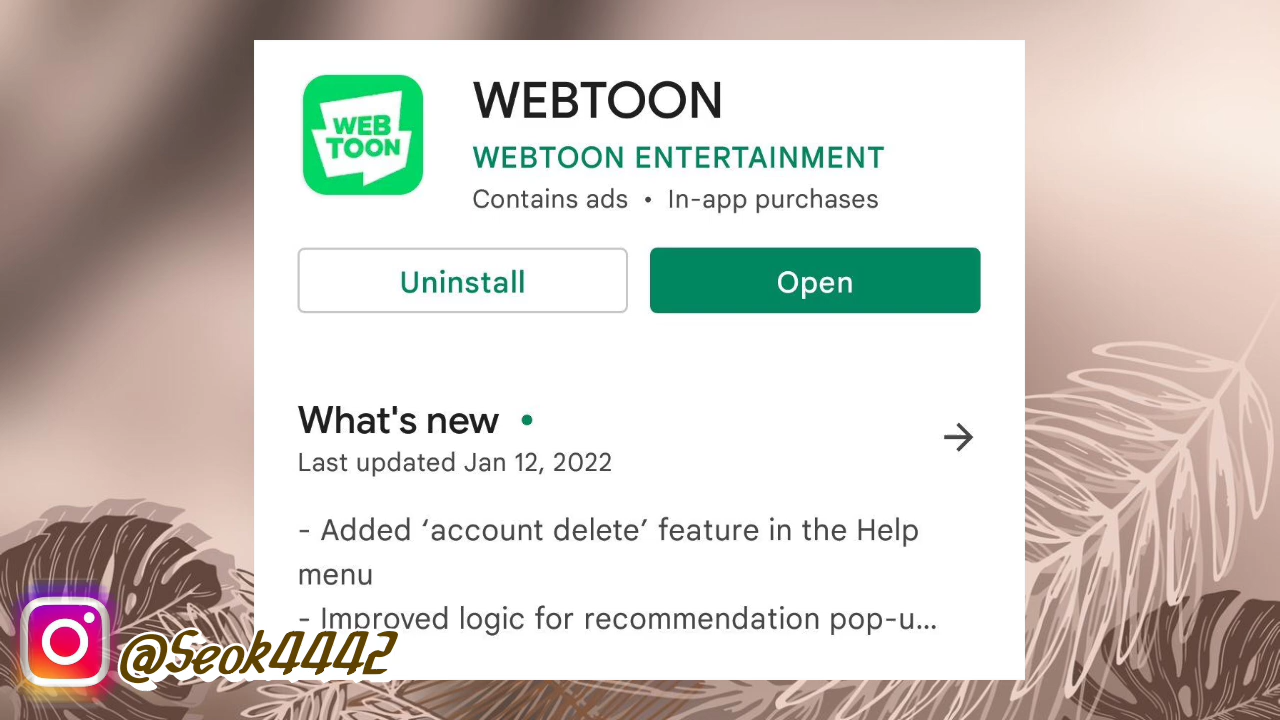 WEB
TOON
WEBTOON
WEBTOON ENTERTAINMENT
Contains ads • In-app purchases
Uninstall
Open
What's new •
Last updated Jan 12, 2022
- Added ‘account delete’ feature in the Help
menu
- Improved logic for recommendation pop-u...
@Seok4442